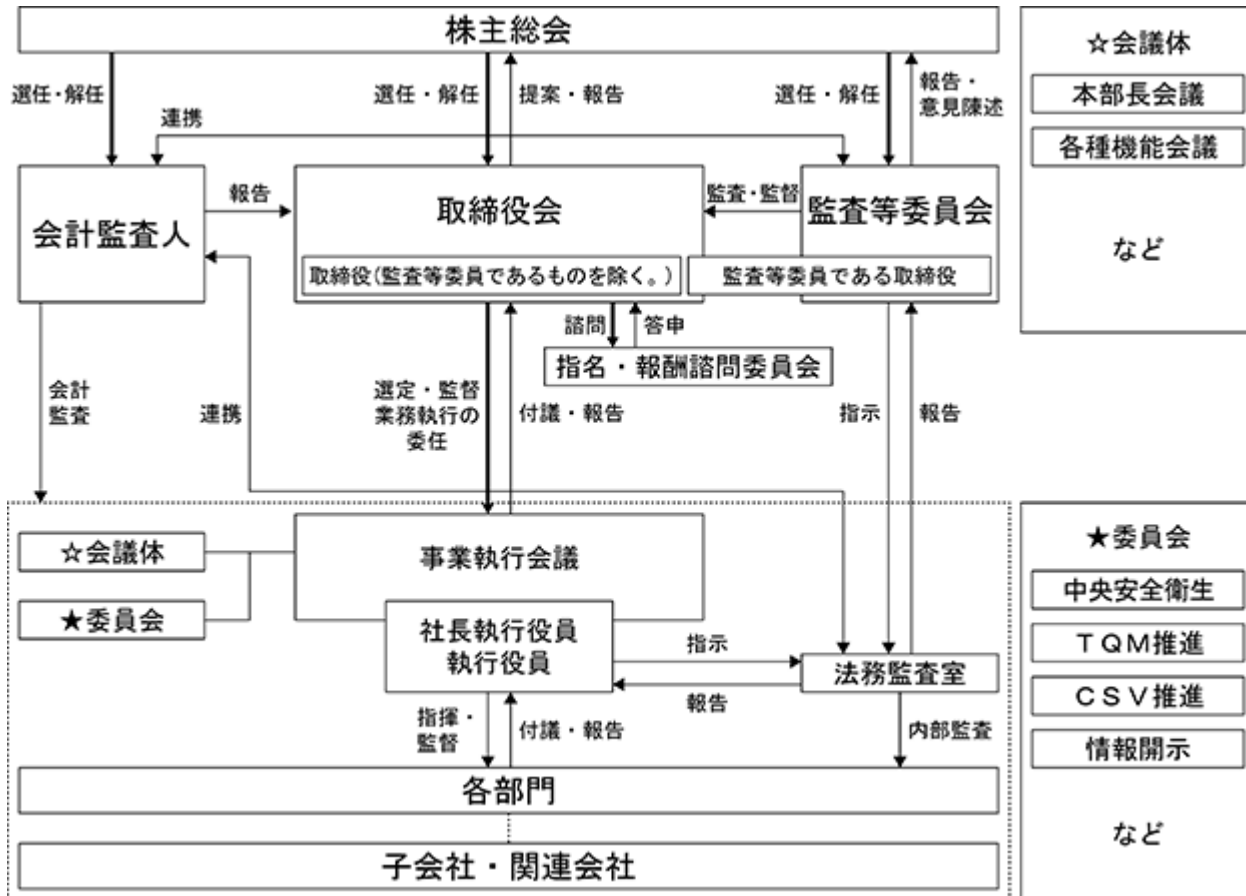 株主総会
選任・解任
選任・解任
提案・報告
選任・解任
報告・
意見陳述
連携
会計監査人
報告
取締役会
監査・監督
監査等委員会
取締役(監査等委員であるものを除く。)
監査等委員である取締役
諮問
答申
指名・報酬諮問委員会
会計
監査
連携
選定・監督
業務執行の
委任
付議・報告
指示
報告
☆会議体
★委員会
事業執行会議
社長執行役員
執行役員
指示
報告
法務監査室
指揮・
監督
付議・報告
内部監査
各部門
子会社・関連会社
☆会議体
本部長会議
各種機能会議
など
★委員会
中央安全衛生
TQM推進
CSV推進
情報開示
など